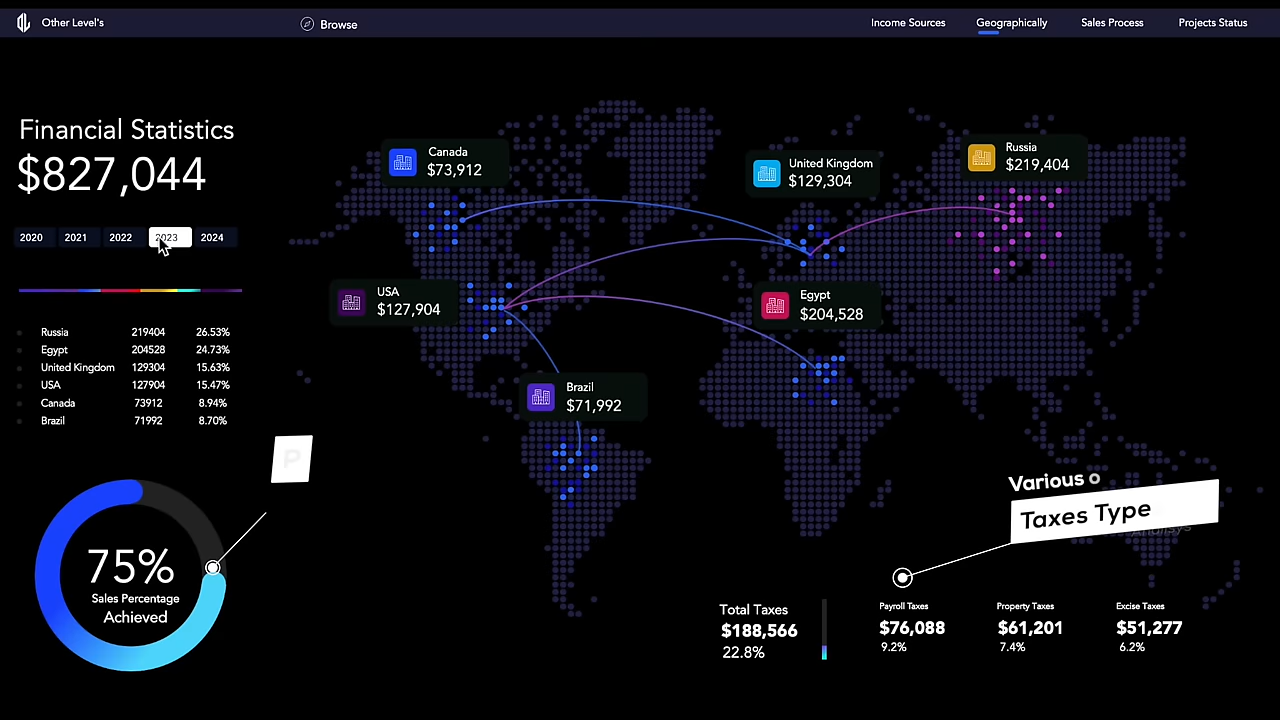 Other Level's
Browse
Income Sources
Geographically
Sales Process
Projects Status
Financial Statistics
$827,044
2020 2021 2022 2023 2024
Russia 219404 26.53%
Egypt 204528 24.73%
United Kingdom 129304 15.63%
USA 127904 15.47%
Canada 73912 8.94%
Brazil 71992 8.70%
Canada
$73,912
United Kingdom
$129,304
Russia
$219,404
USA
$127,904
Egypt
$204,528
Brazil
$71,992
P
75%
Sales Percentage
Achieved
Various o
Taxes Type
Total Taxes
$188,566
22.8%
Payroll Taxes
$76,088
9.2%
Property Taxes
$61,201
7.4%
Excise Taxes
$51,277
6.2%